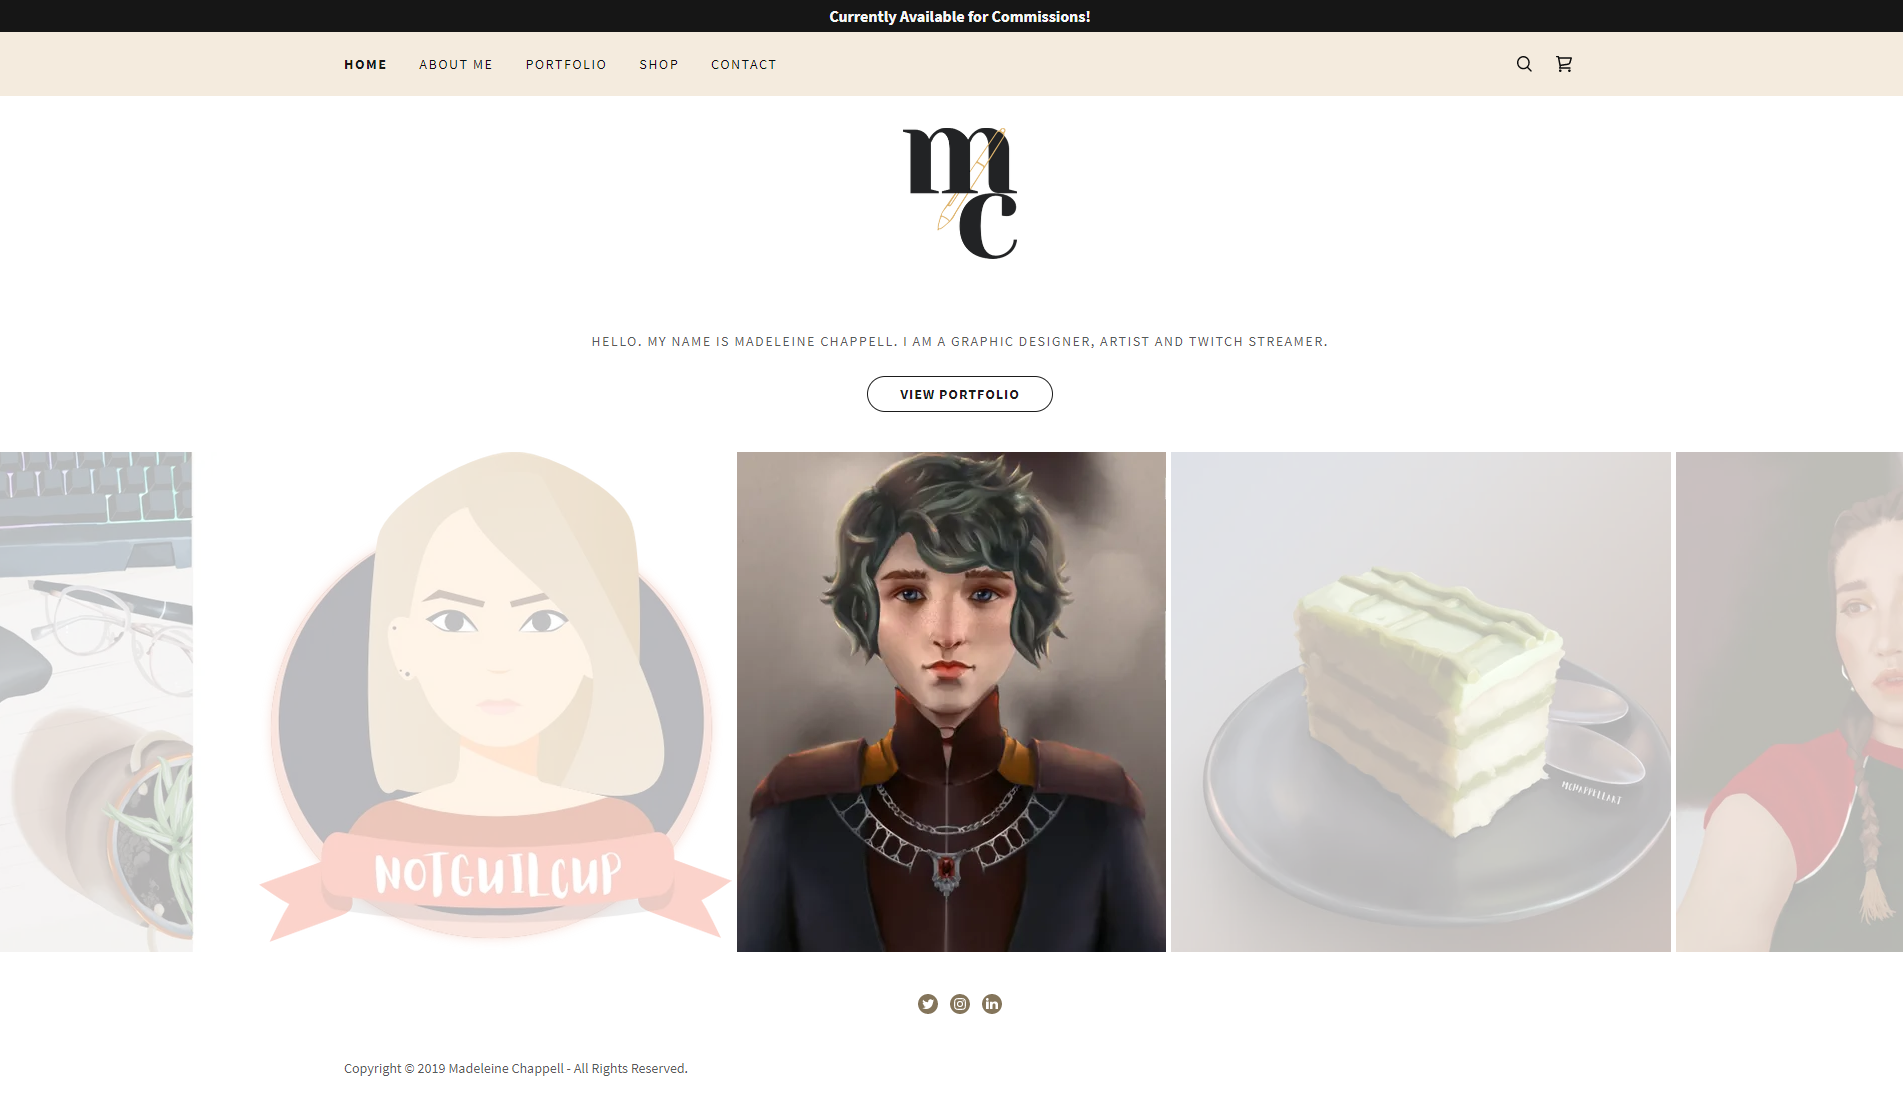 Currently Available for Commissions!
HOME ABOUT ME PORTFOLIO SHOP CONTACT
m
c
HELLO. MY NAME IS MADELEINE CHAPPELL. I AM A GRAPHIC DESIGNER, ARTIST AND TWITCH STREAMER.
VIEW PORTFOLIO
NOTGUILCUP
MCHAPPELLART
in
Copyright © 2019 Madeleine Chappell - All Rights Reserved.